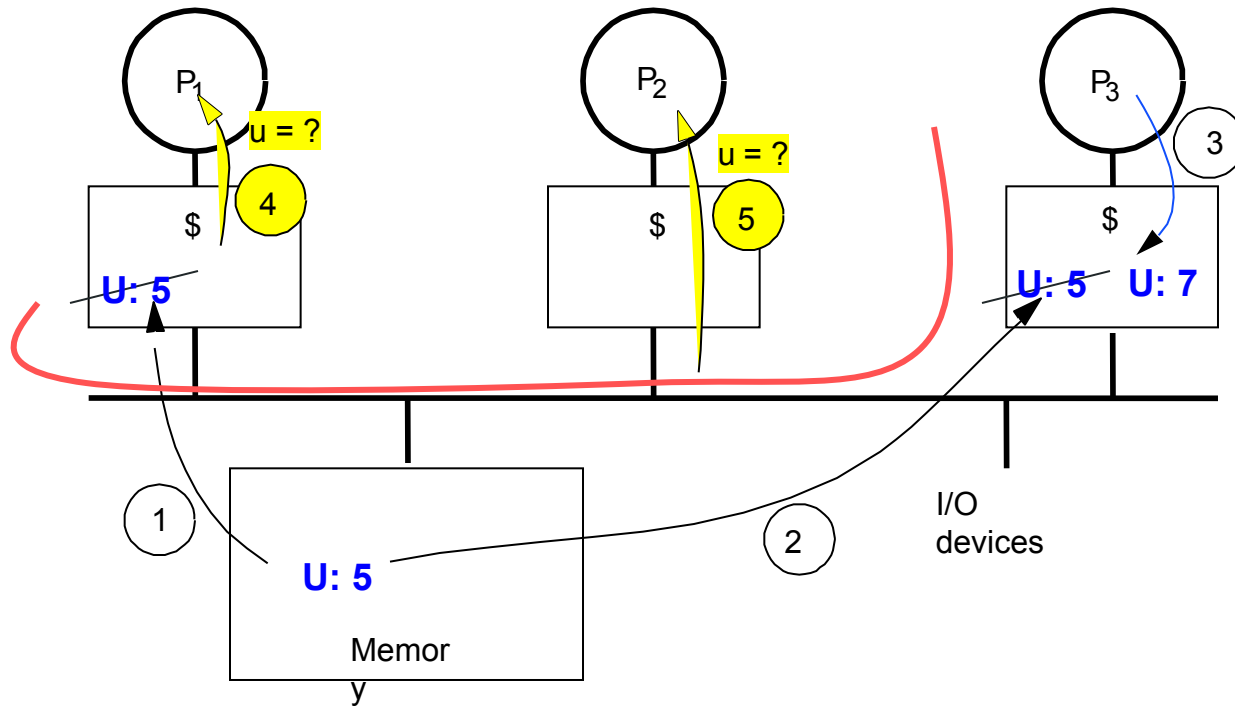 P1
P2
P3
u = ?
u = ?
3
4
5
$
$
$
U: 5
U: 5
U: 7
1
2
I/O
devices
U: 5
Memor
y